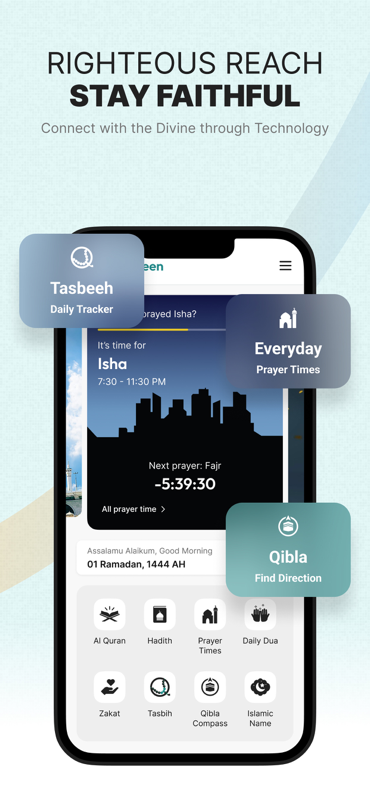 RIGHTEOUS REACH
STAY FAITHFUL
Connect with the Divine through Technology
Tasbeeh
Daily Tracker
een
prayed Isha?
It's time for
Isha
7:30 - 11:30 PM
Everyday
Prayer Times
Next prayer: Fajr
-5:39:30
All prayer time >
Qibla
Find Direction
Assalamu Alaikum, Good Morning
01 Ramadan, 1444 AH
Al Quran
Hadith
Prayer
Times
Daily Dua
Zakat
Tasbih
Qibla
Compass
Islamic
Name